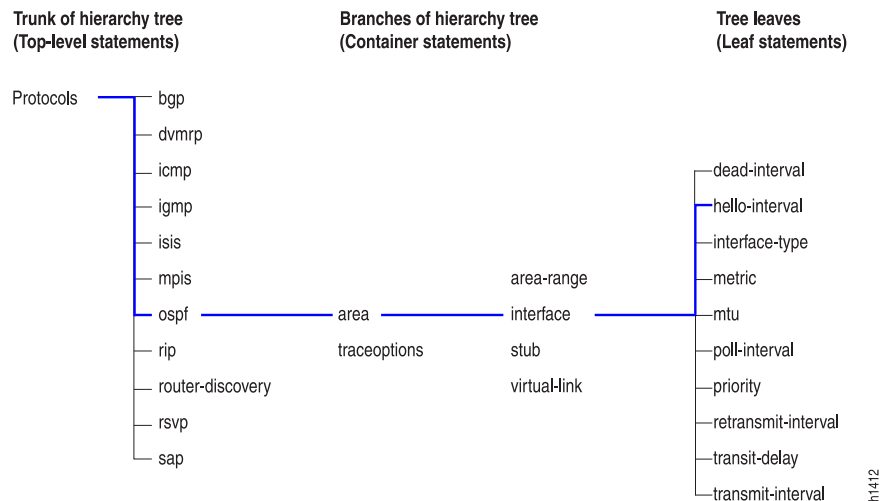 Trunk of hierarchy tree
(Top-level statements)
Branches of hierarchy tree
(Container statements)
Tree leaves
(Leaf statements)
Protocols
bgp
dvmrp
icmp
igmp
isis
mpis
ospf
rip
router-discovery
rsvp
sap
area
traceoptions
area-range
interface
stub
virtual-link
dead-interval
hello-interval
interface-type
metric
mtu
poll-interval
priority
retransmit-interval
transit-delay
transmit-interval
h1412